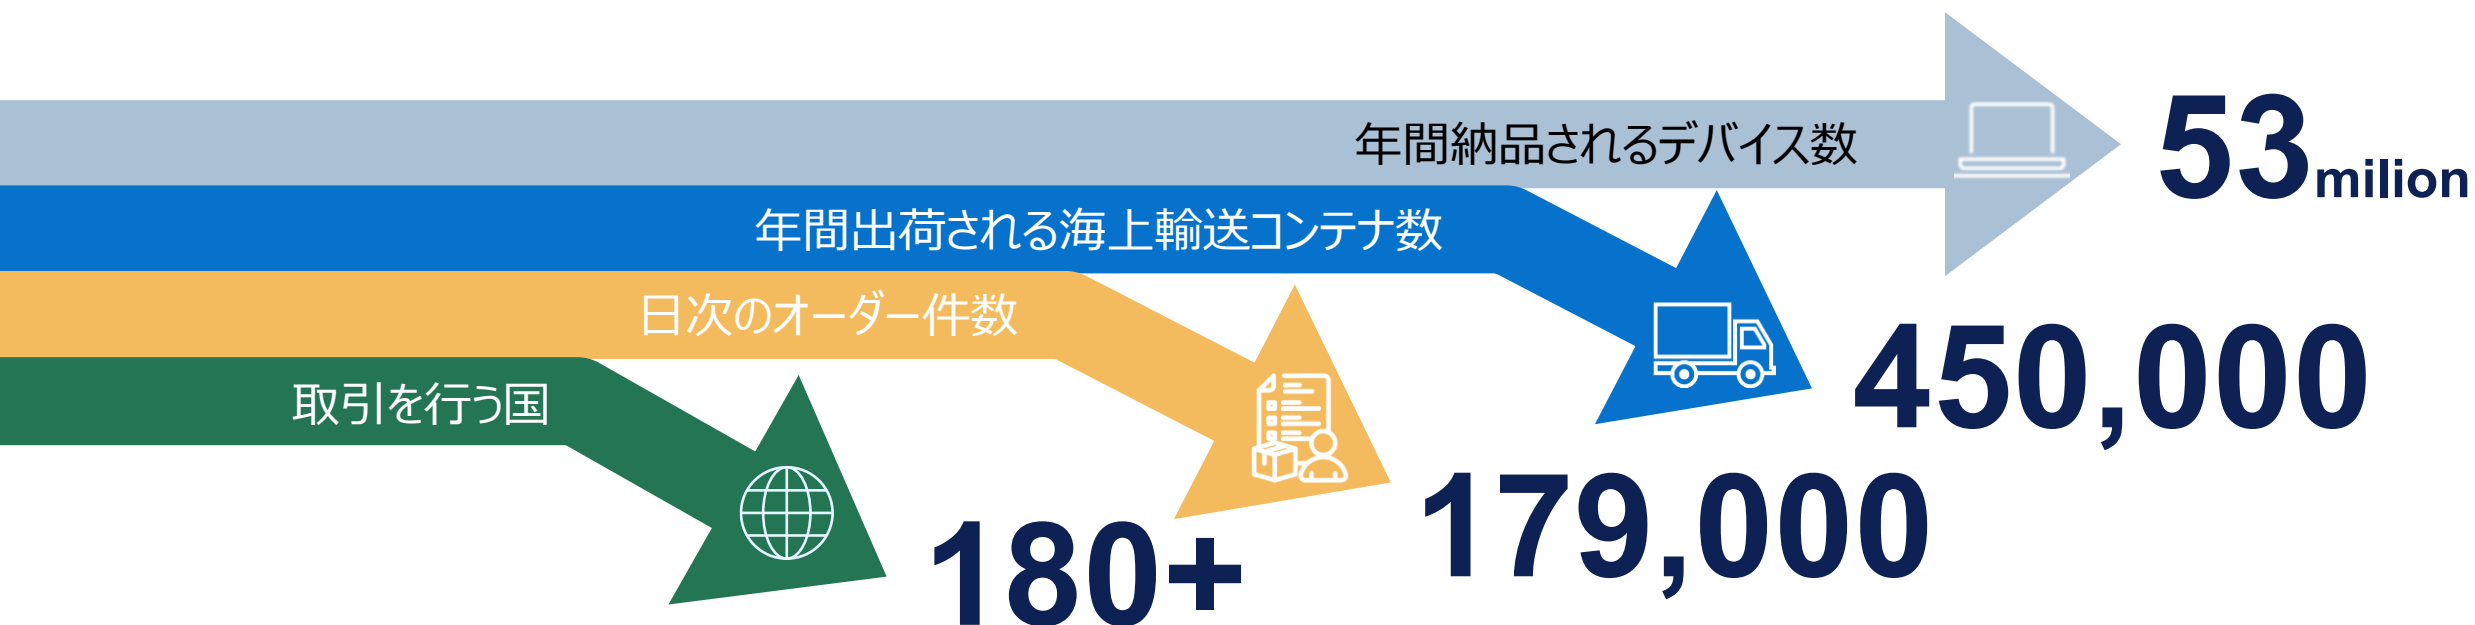 年間納品されるデバイス数
53 milion
年間出荷される海上輸送コンテナ数
450,000
日次のオーダー件数
179,000
取引を行う国
180+